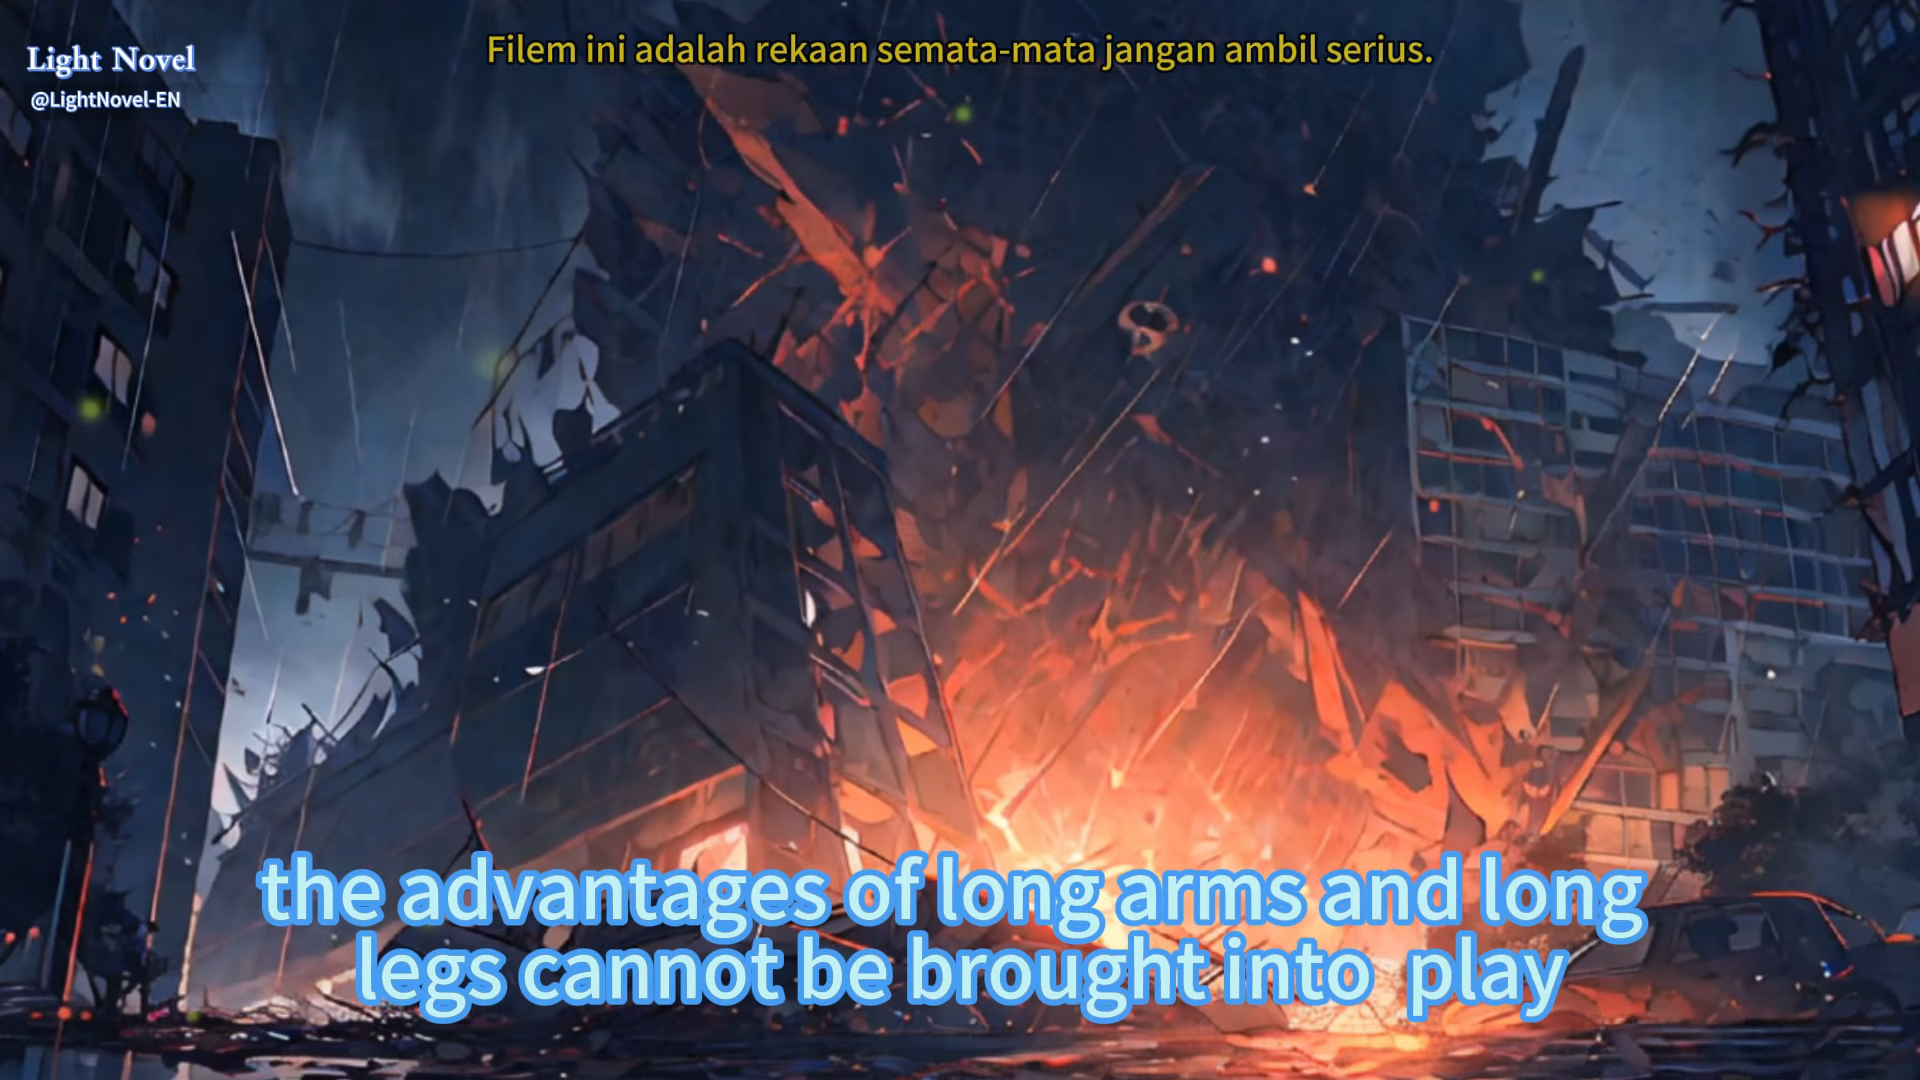 Filem ini adalah rekaan semata-mata jangan ambil serius.
Light Novel
@LightNovel-EN
the advantages of long arms and long
legs cannot be brought into play